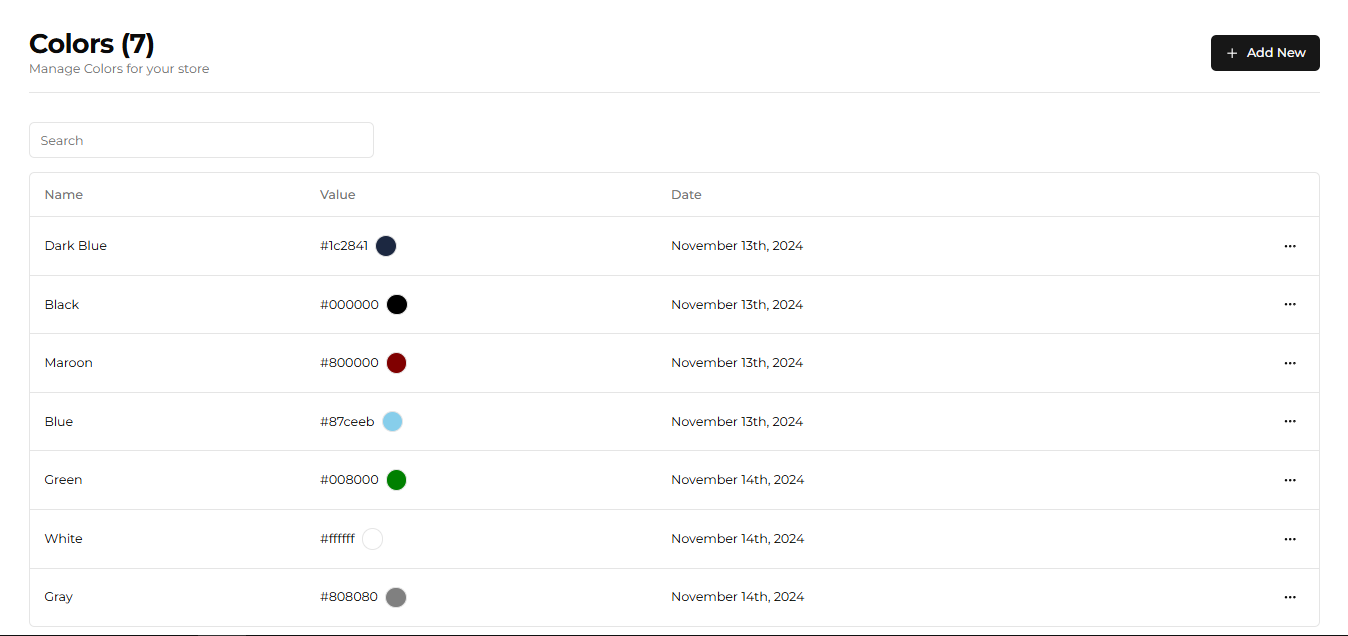 Colors (7)
Manage Colors for your store
+ Add New
Search
Name Value Date
Dark Blue #1c2841 November 13th, 2024 ...
Black #000000 November 13th, 2024 ...
Maroon #800000 November 13th, 2024 ...
Blue #87ceeb November 13th, 2024 ...
Green #008000 November 14th, 2024 ...
White #ffffff November 14th, 2024 ...
Gray #808080 November 14th, 2024 ...